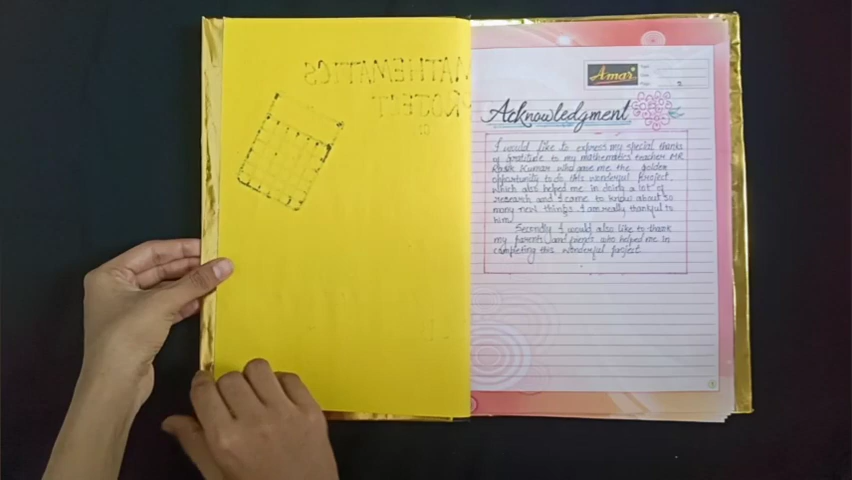 MATHEMATICS
PROJECT
Amar
Page: 2
Acknowledgment
I would like to express my special thanks
of gratitude to my mathematics teacher MR
Kumar who gave me the golden
opportunity to do this wonderful project,
which also helped me in doing a lot of
research and I came to know about so
many new things I am really thankful to
him
Secondly I would also like to thank
my parents and friends who helped me in
completing this wonderful project